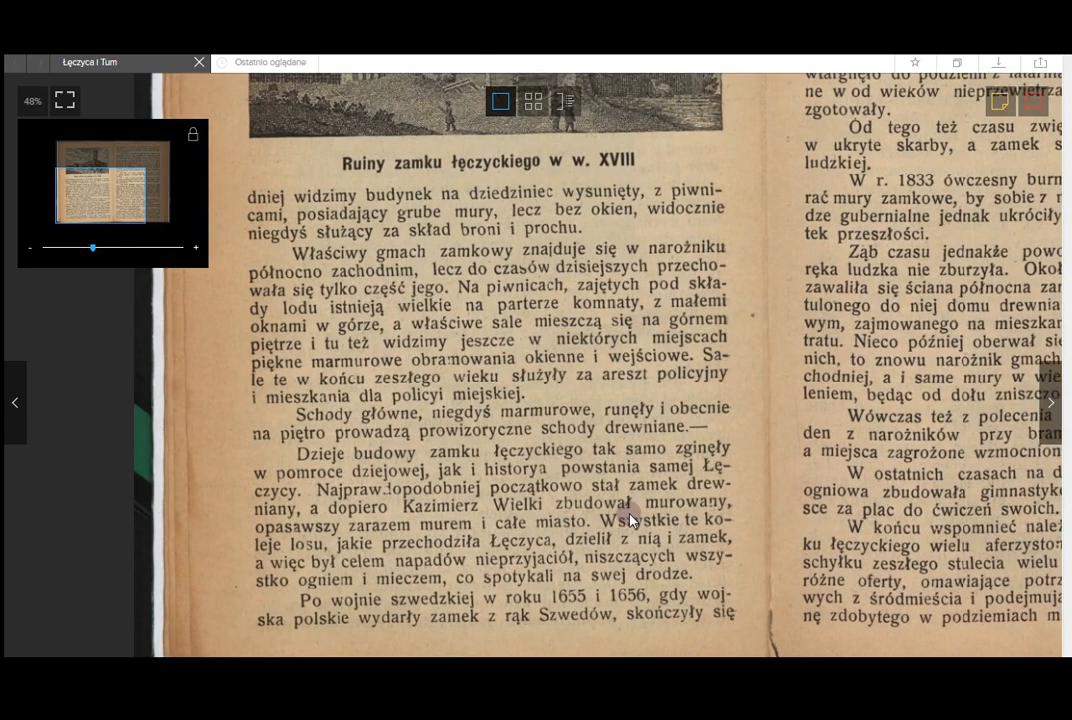 Łęczyca i Tum
Ostatnio oglądane
48%
- +
Ruiny zamku łęczyckiego w w. XVIII
dniej widzimy budynek na dziedziniec wysunięty, z piwni-
cami, posiadający grube mury, lecz bez okien, widocznie
niegdyś służący za skład broni i prochu.
Właściwy gmach zamkowy znajduje się w narożniku
północno zachodnim, lecz do czasów dzisiejszych przecho-
wała się tylko część jego. Na piwnicach, zajętych pod skła-
dy lodu istnieją wielkie na parterze komnaty, z małemi
oknami w górze, a właściwe sale mieszczą się na górnem
piętrze i tu też widzimy jeszcze w niektórych miejscach
piękne marmurowe obramowania okienne i wejściowe. Sa-
le te w końcu zeszłego wieku służyły za areszt policyjny
i mieszkania dla policyi miejskiej.
Schody główne, niegdyś marmurowe, runęły i obecnie
na piętro prowadzą prowizoryczne schody drewniane.—
Dzieje budowy zamku łęczyckiego tak samo zginęły
w pomroce dziejowej, jak i historya powstania samej Łę-
czycy. Najprawdopodobniej początkowo stał zamek drew-
niany, a dopiero Kazimierz Wielki zbudował murowany,
opasawszy zarazem murem i całe miasto. Wszystkie te ko-
leje losu, jakie przechodziła Łęczyca, dzielił z nią i zamek,
a więc był celem napadów nieprzyjaciół, niszczących wszy-
stko ogniem i mieczem, co spotykali na swej drodze.
Po wojnie szwedzkiej w roku 1655 i 1656, gdy woj-
ska polskie wydarły zamek z rąk Szwedów, skończyły się
wtargnęło do podziemi z
ne w od wieków
zgotowały.
Od tego też czasu zwię
w ukryte skarby, a zamek s
ludzkiej.
W r. 1833 ówczesny burm
rać mury zamkowe, by sobie z
dze gubernialne jednak ukróciły
tek przeszłości.
Ząb czasu jednakże powo
ręka ludzka nie zburzyła. Okoł
zawaliła się ściana północna za
tulonego do niej domu drewnia
wym, zajmowanego na mieszkan
tratu. Nieco później oberwał się
nich, to znowu narożnik gmach
chodniej, a i same mury w wie
leniem, będąc od dołu zniszczo
Wówczas też z polecenia
den z narożników przy bram
a miejsca zagrożone wzmocnion
W ostatnich czasach na d
ogniowa zbudowała gimnastykę
sce za plac do ćwiczeń swoich.
W końcu wspomnieć należ
ku łęczyckiego wielu aferzystón
schyłku zeszłego stulecia wielu
różne oferty, omawiające potrz
wych z śródmieścia i podejmują
nę zdobytego w podziemiach m